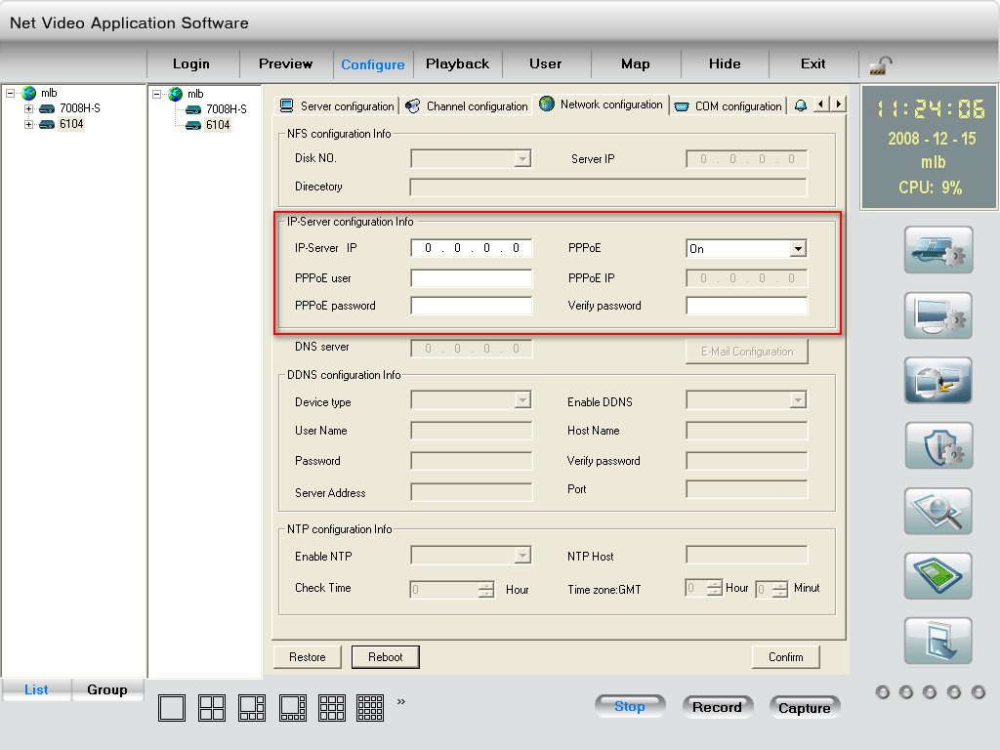 Net Video Application Software
Login Preview Configure Playback User Map Hide Exit
mlb
7008H-S
6104
mlb
7008H-S
6104
Server configuration Channel configuration Network configuration COM configuration
NFS configuration Info
Disk NO. Server IP 0 . 0 . 0 . 0
Direcetory
IP-Server configuration Info
IP-Server IP 0 . 0 . 0 . 0 PPPoE On
PPPoE user PPPoE IP 0 . 0 . 0 . 0
PPPoE password Verify password
DNS server 0 . 0 . 0 . 0 E-Mail Configuration
DDNS configuration Info
Device type Enable DDNS
User Name Host Name
Password Verify password
Server Address Port
NTP configuration Info
Enable NTP NTP Host
Check Time 0 Hour Time zone:GMT 0 Hour 0 Minut
Restore Reboot Confirm
11:24:06
2008 - 12 - 15
mlb
CPU: 9%
List Group
»
Stop Record Capture